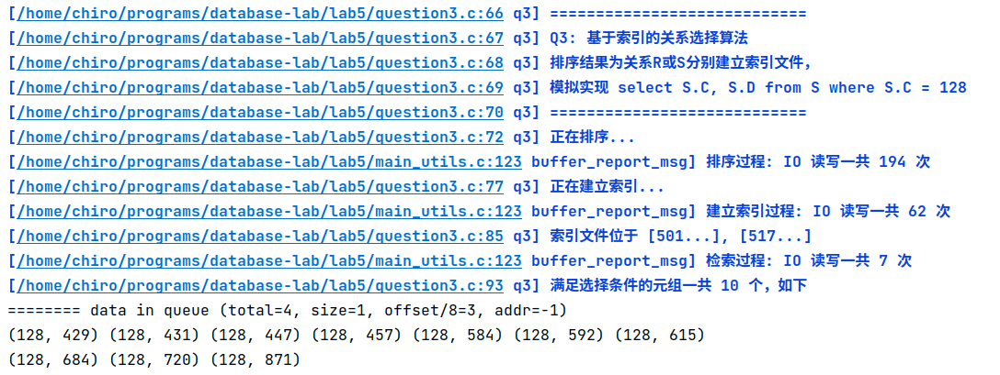 [/home/chiro/programs/database-lab/lab5/question3.c:66 q3] ============================
[/home/chiro/programs/database-lab/lab5/question3.c:67 q3] Q3: 基于索引的关系选择算法
[/home/chiro/programs/database-lab/lab5/question3.c:68 q3] 排序结果为关系R或S分别建立索引文件，
[/home/chiro/programs/database-lab/lab5/question3.c:69 q3] 模拟实现 select S.C, S.D from S where S.C = 128
[/home/chiro/programs/database-lab/lab5/question3.c:70 q3] ============================
[/home/chiro/programs/database-lab/lab5/question3.c:72 q3] 正在排序...
[/home/chiro/programs/database-lab/lab5/main_utils.c:123 buffer_report_msg] 排序过程: IO 读写一共 194 次
[/home/chiro/programs/database-lab/lab5/question3.c:77 q3] 正在建立索引...
[/home/chiro/programs/database-lab/lab5/main_utils.c:123 buffer_report_msg] 建立索引过程: IO 读写一共 62 次
[/home/chiro/programs/database-lab/lab5/question3.c:85 q3] 索引文件位于 [501...], [517...]
[/home/chiro/programs/database-lab/lab5/main_utils.c:123 buffer_report_msg] 检索过程: IO 读写一共 7 次
[/home/chiro/programs/database-lab/lab5/question3.c:93 q3] 满足选择条件的元组一共 10 个，如下
======== data in queue (total=4, size=1, offset/8=3, addr=-1)
(128, 429) (128, 431) (128, 447) (128, 457) (128, 584) (128, 592) (128, 615)
(128, 684) (128, 720) (128, 871)